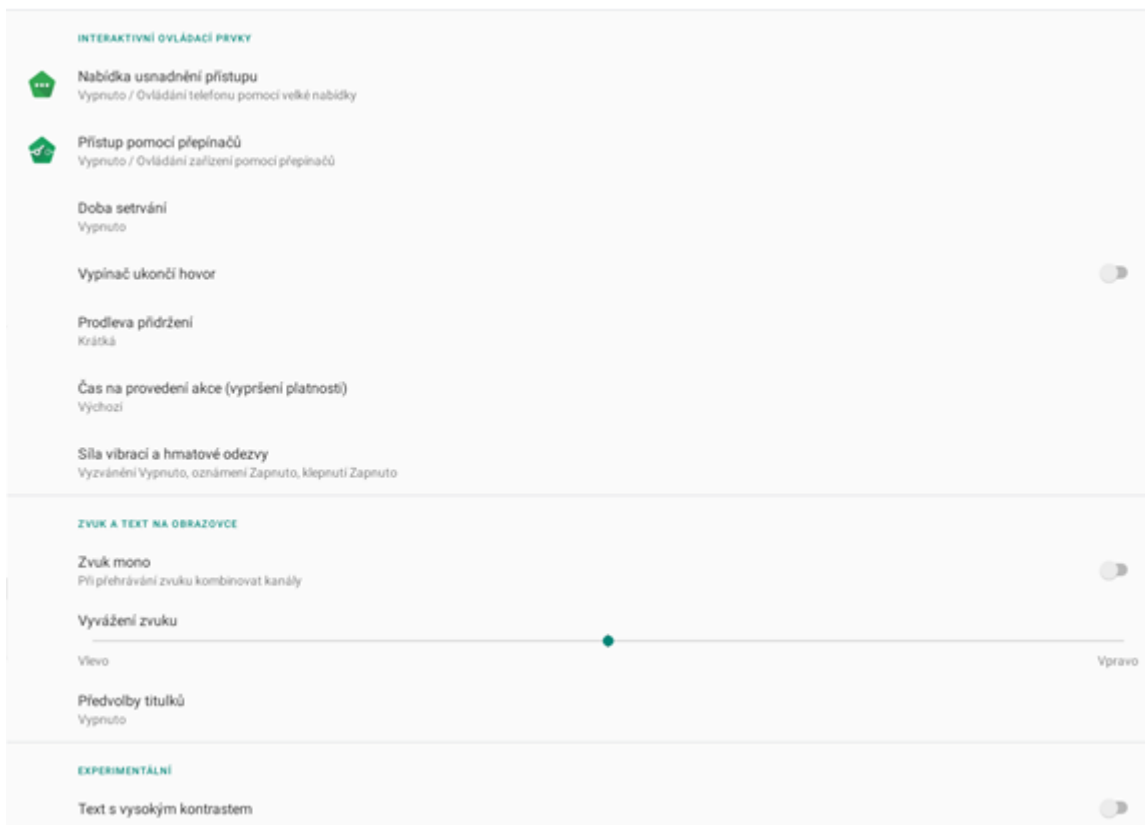 INTERAKTIVNÍ OVLÁDACÍ PRVKY
Nabídka usnadnění přístupu
Vypnuto / Ovládání telefonu pomocí velké nabídky
Přístup pomocí přepínačů
Vypnuto / Ovládání zařízení pomocí přepínačů
Doba setrvání
Vypnuto
Vypínač ukončí hovor
Prodleva přidržení
Krátká
Čas na provedení akce (vypršení platnosti)
Výchozí
Síla vibrací a hmatové odezvy
Vyzvánění Vypnuto, oznámení Zapnuto, klepnutí Zapnuto
ZVUK A TEXT NA OBRAZOVCE
Zvuk mono
Při přehrávání zvuku kombinovat kanály
Vyvážení zvuku
Vlevo Vpravo
Předvolby titulků
Vypnuto
EXPERIMENTÁLNÍ
Text s vysokým kontrastem